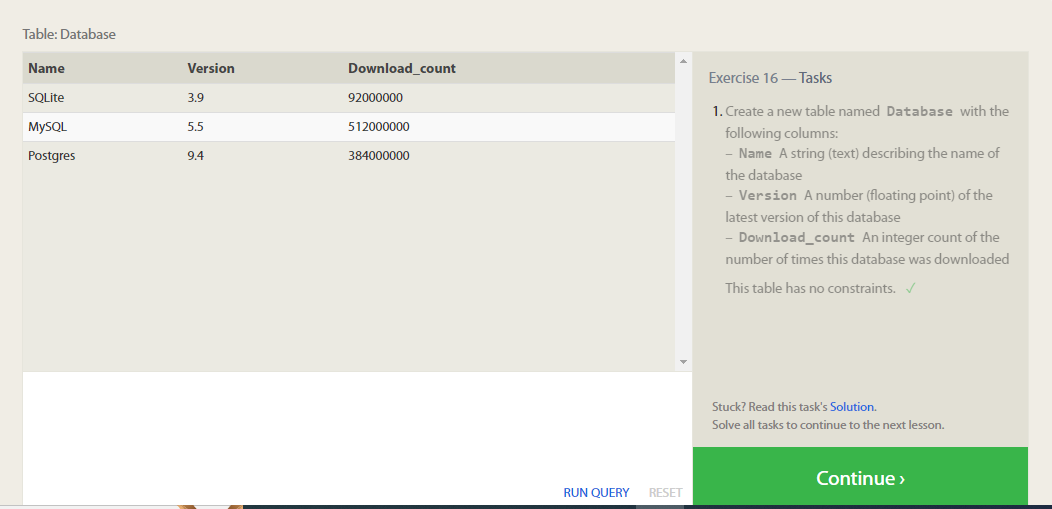 Table: Database
Name Version Download_count
SQLite 3.9 92000000
MySQL 5.5 512000000
Postgres 9.4 384000000
Exercise 16 — Tasks
1. Create a new table named Database with the
following columns:
– Name A string (text) describing the name of
the database
– Version A number (floating point) of the
latest version of this database
– Download_count An integer count of the
number of times this database was downloaded
This table has no constraints. ✓
Stuck? Read this task's Solution.
Solve all tasks to continue to the next lesson.
RUN QUERY RESET
Continue ›